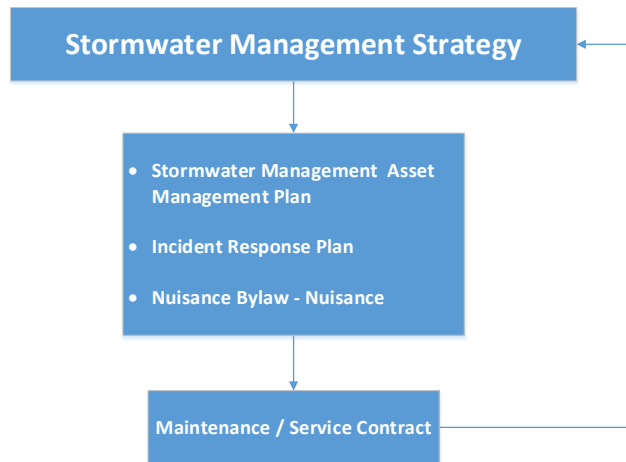 Stormwater Management Strategy
• Stormwater Management Asset
Management Plan
• Incident Response Plan
• Nuisance Bylaw - Nuisance
Maintenance / Service Contract